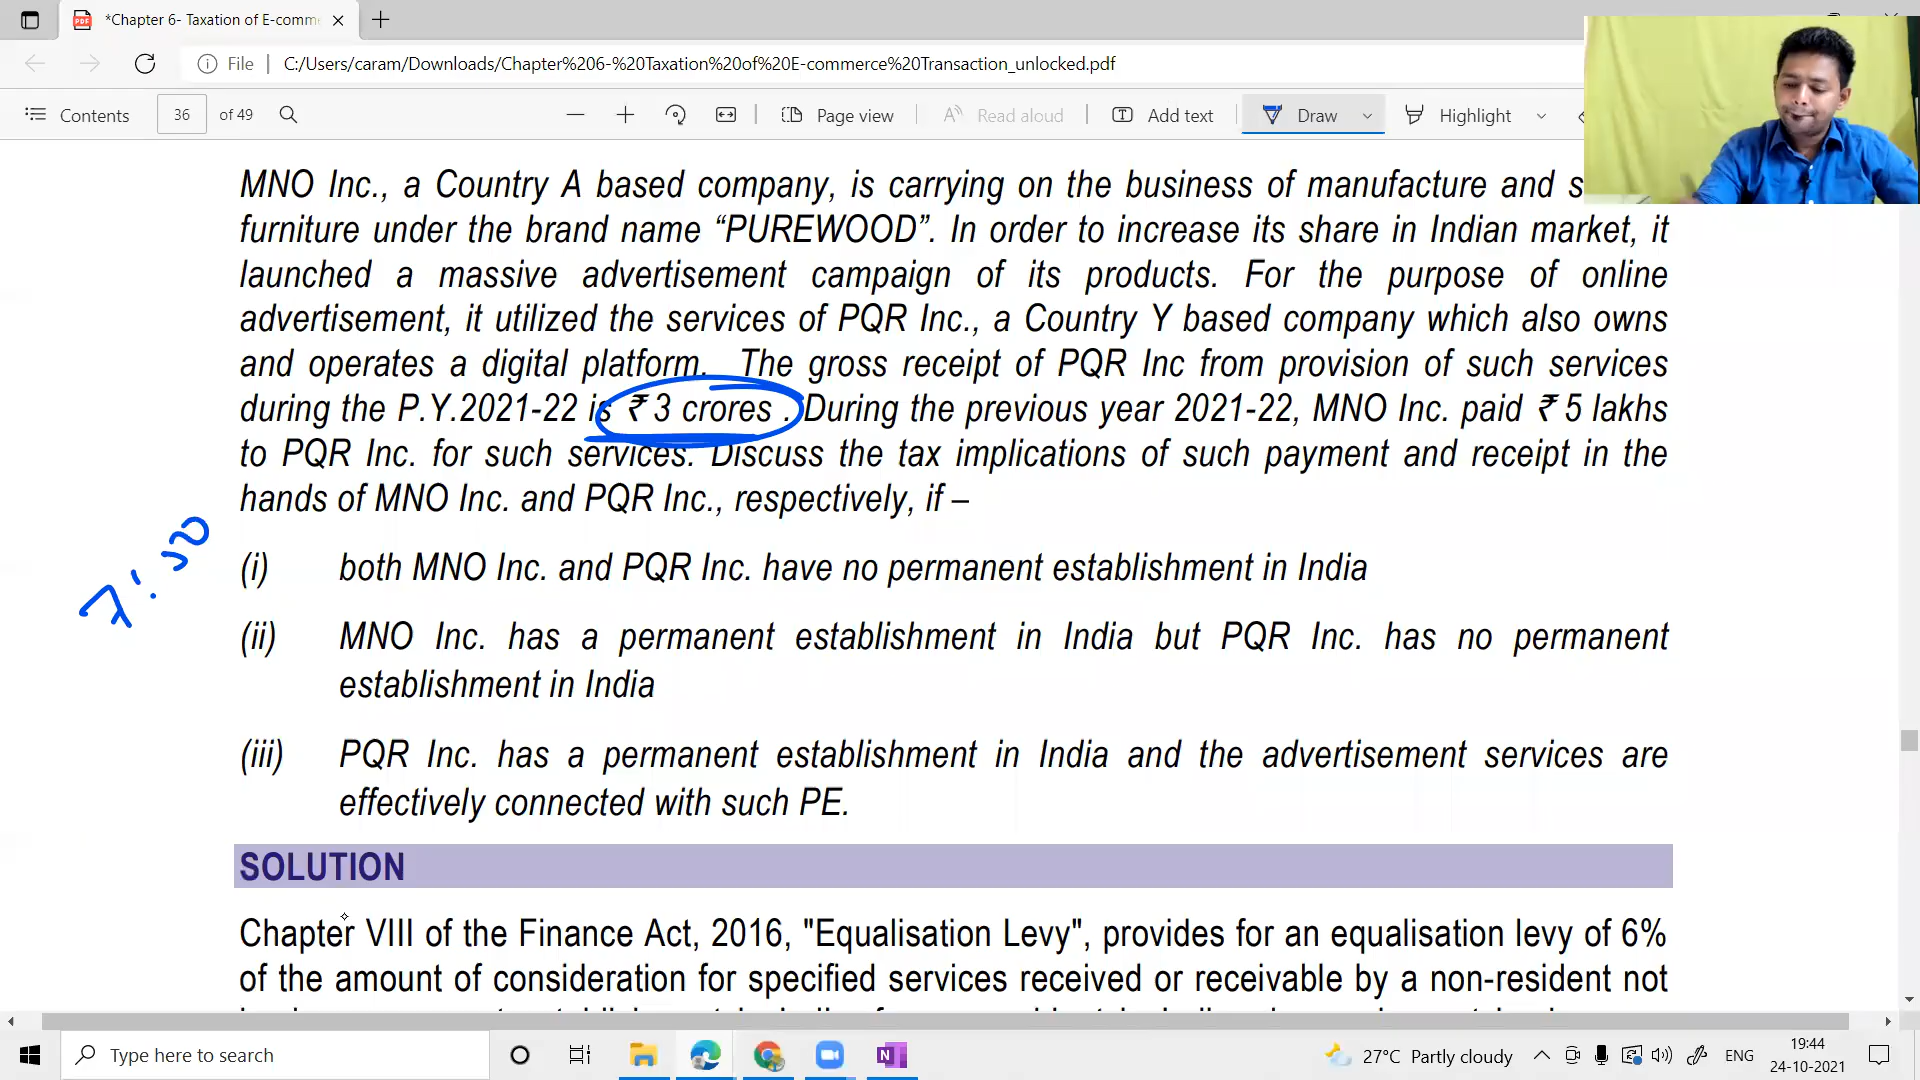 *Chapter 6- Taxation of E-comme
File
C:/Users/caram/Downloads/Chapter%206-%20Taxation%20of%20E-commerce%20Transaction_unlocked.pdf
Contents 36 of 49 Page view Read aloud Add text Draw Highlight
MNO Inc., a Country A based company, is carrying on the business of manufacture and s
furniture under the brand name “PUREWOOD”. In order to increase its share in Indian market, it
launched a massive advertisement campaign of its products. For the purpose of online
advertisement, it utilized the services of PQR Inc., a Country Y based company which also owns
and operates a digital platform. The gross receipt of PQR Inc from provision of such services
during the P.Y.2021-22 is ₹ 3 crores . During the previous year 2021-22, MNO Inc. paid ₹ 5 lakhs
to PQR Inc. for such services. Discuss the tax implications of such payment and receipt in the
hands of MNO Inc. and PQR Inc., respectively, if –
(i) both MNO Inc. and PQR Inc. have no permanent establishment in India
(ii) MNO Inc. has a permanent establishment in India but PQR Inc. has no permanent
establishment in India
(iii) PQR Inc. has a permanent establishment in India and the advertisement services are
effectively connected with such PE.
SOLUTION
Chapter VIII of the Finance Act, 2016, "Equalisation Levy", provides for an equalisation levy of 6%
of the amount of consideration for specified services received or receivable by a non-resident not
Type here to search
27°C Partly cloudy
ENG
19:44
24-10-2021